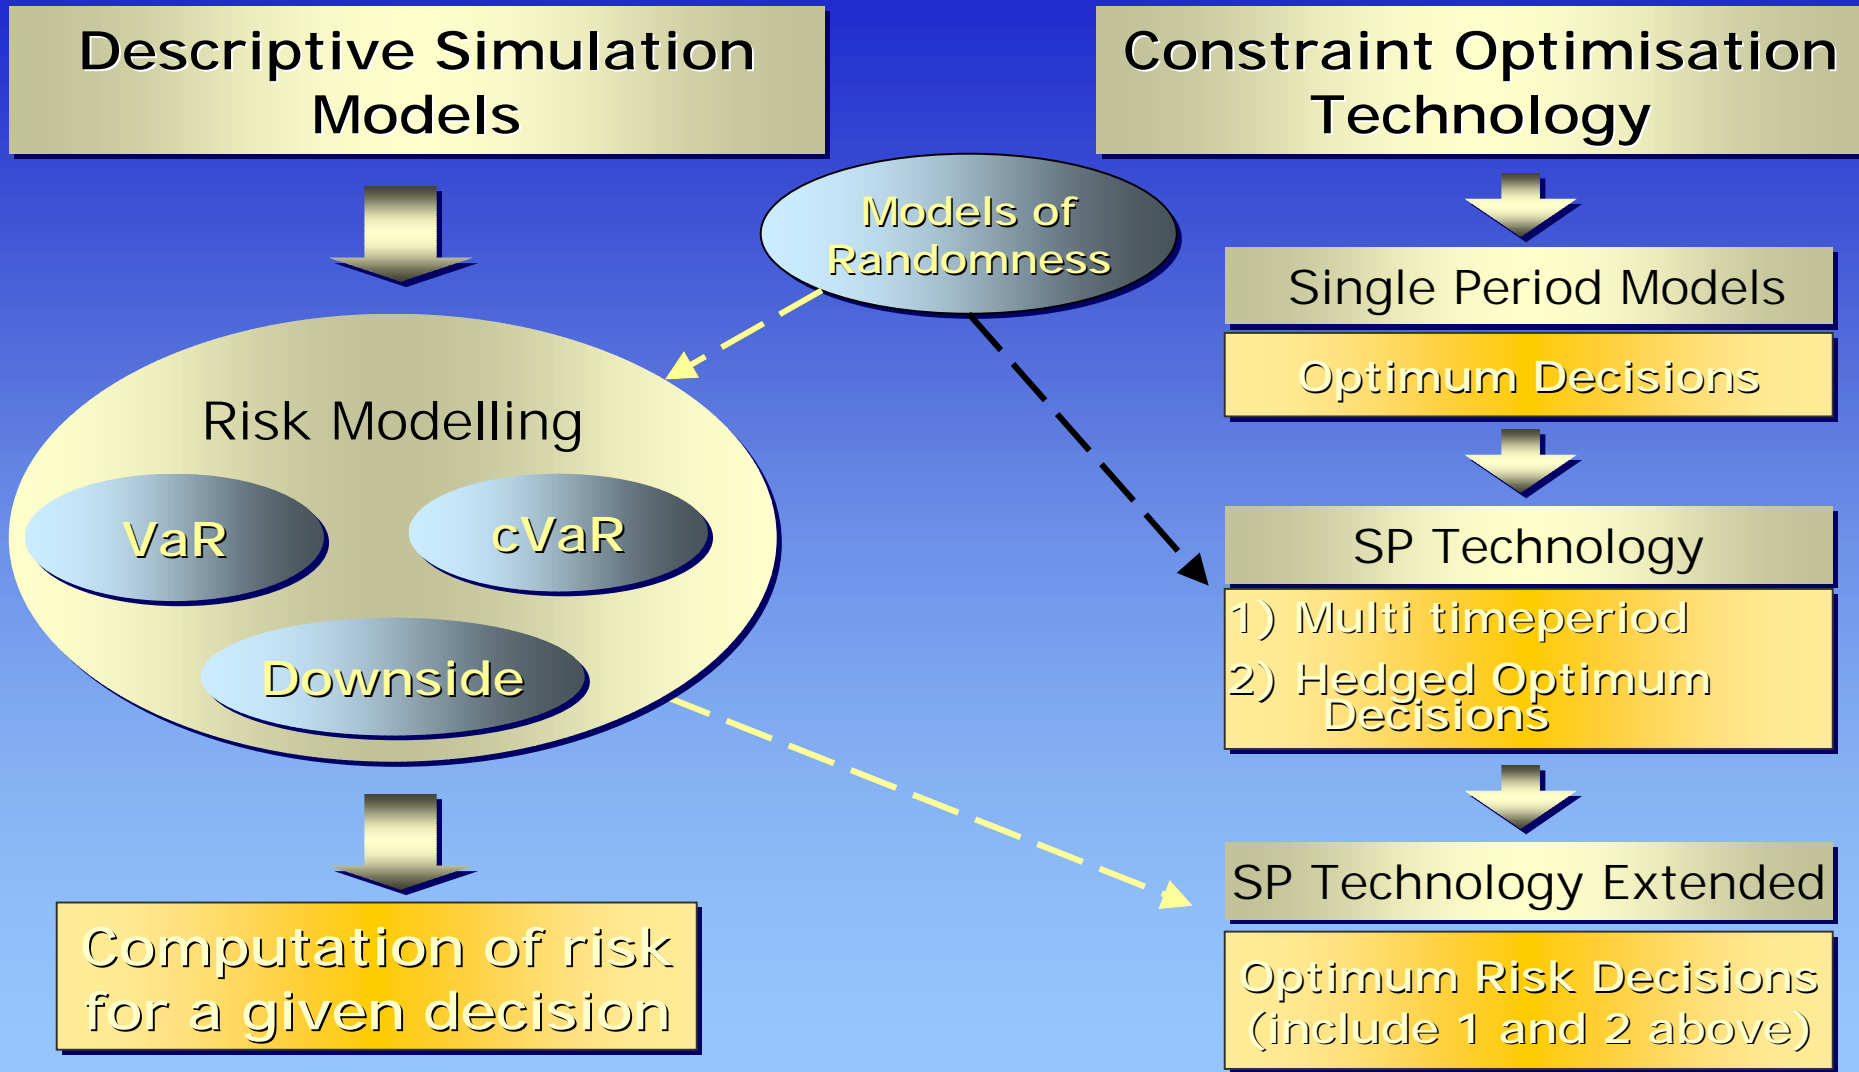 Descriptive Simulation
Models
Constraint Optimisation
Technology
Models of
Randomness
Single Period Models
Optimum Decisions
Risk Modelling
VaR
cVaR
Downside
SP Technology
1) Multi timeperiod
2) Hedged Optimum
Decisions
SP Technology Extended
Computation of risk
for a given decision
Optimum Risk Decisions
(include 1 and 2 above)